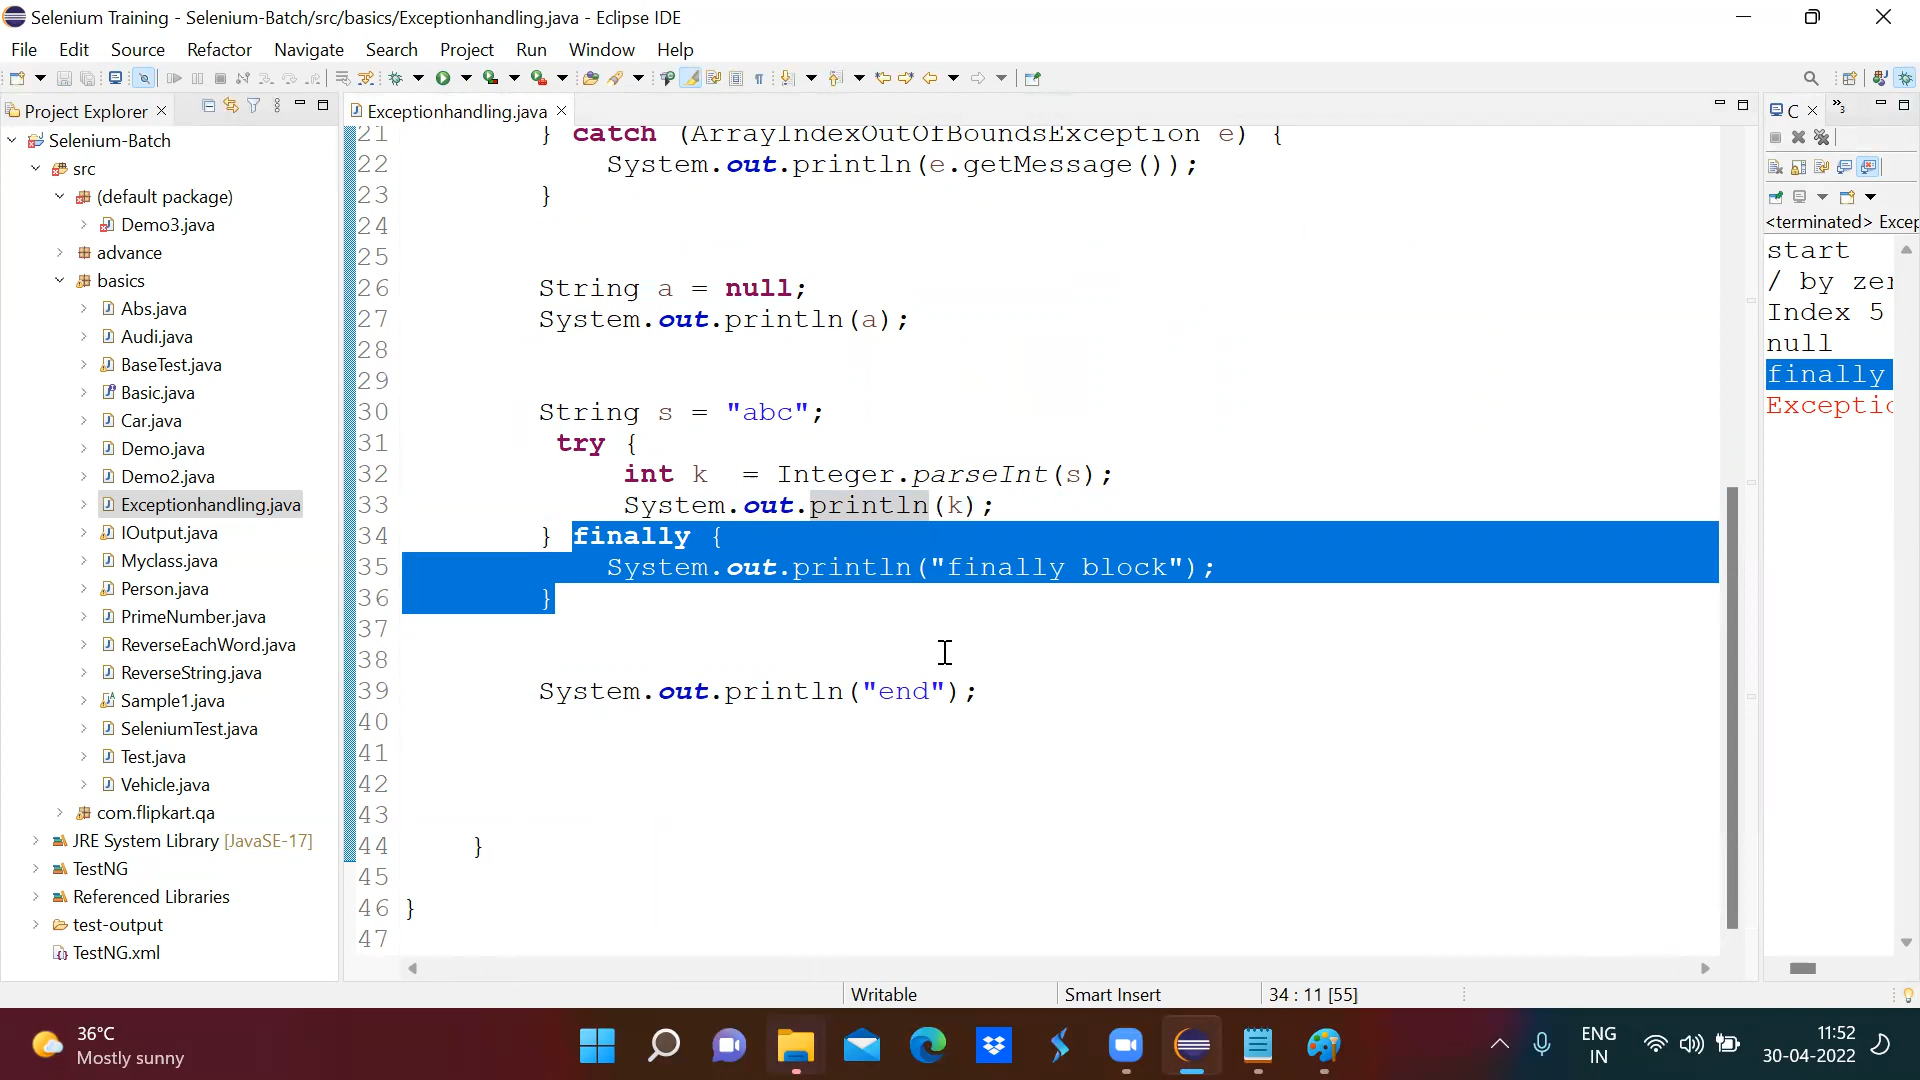 Selenium Training - Selenium-Batch/src/basics/Exceptionhandling.java - Eclipse IDE
File Edit Source Refactor Navigate Search Project Run Window Help
Project Explorer
Selenium-Batch
src
(default package)
Demo3.java
advance
basics
Abs.java
Audi.java
BaseTest.java
Basic.java
Car.java
Demo.java
Demo2.java
Exceptionhandling.java
IOutput.java
Myclass.java
Person.java
PrimeNumber.java
ReverseEachWord.java
ReverseString.java
Sample1.java
SeleniumTest.java
Test.java
Vehicle.java
com.flipkart.qa
JRE System Library [JavaSE-17]
TestNG
Referenced Libraries
test-output
TestNG.xml
Exceptionhandling.java
21 } catch (ArrayIndexOutOfBoundsException e) {
22 System.out.println(e.getMessage());
23 }
24
25
26 String a = null;
27 System.out.println(a);
28
29
30 String s = "abc";
31 try {
32 int k = Integer.parseInt(s);
33 System.out.println(k);
34 } finally {
35 System.out.println("finally block");
36 }
37
38
39 System.out.println("end");
40
41
42
43
44 }
45
46 }
47
C
<terminated> Excep
start
/ by zer
Index 5
null
finally
Exceptio
Writable Smart Insert 34 : 11 [55]
36°C
Mostly sunny
ENG
IN
11:52
30-04-2022